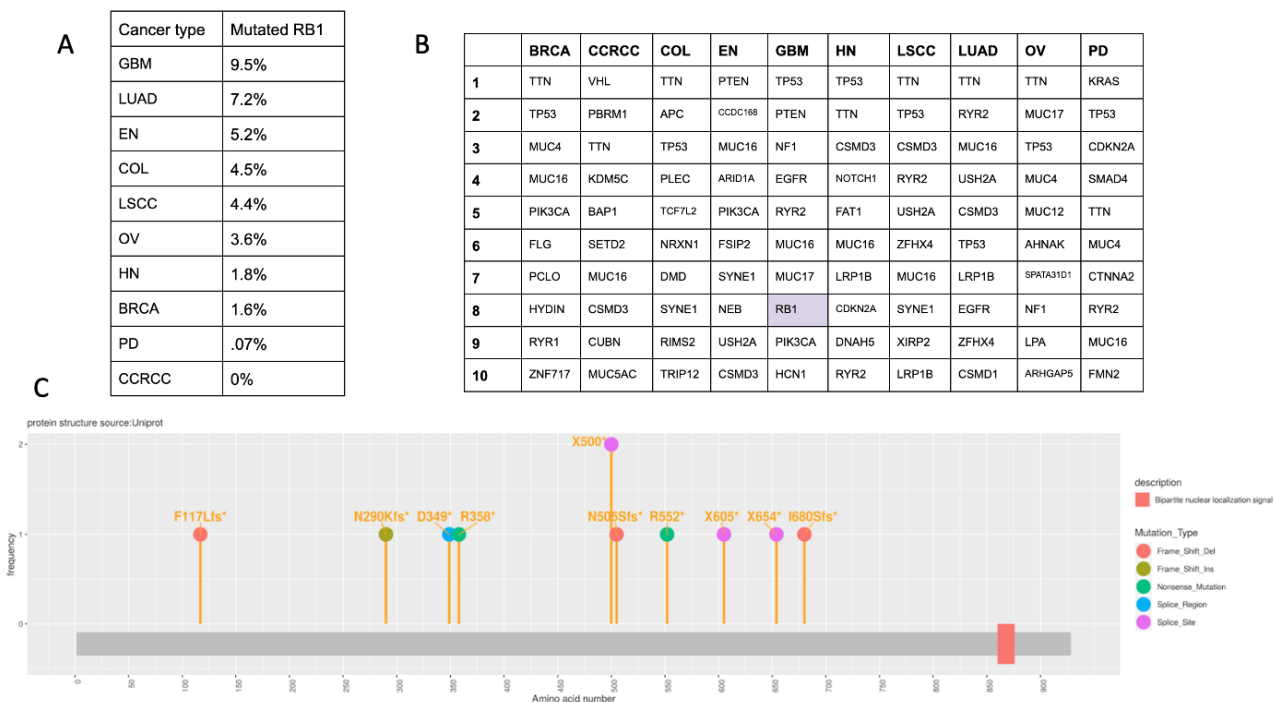 A
Cancer type Mutated RB1
GBM 9.5%
LUAD 7.2%
EN 5.2%
COL 4.5%
LSCC 4.4%
OV 3.6%
HN 1.8%
BRCA 1.6%
PD .07%
CCRCC 0%
B
BRCA CCRCC COL EN GBM HN LSCC LUAD OV PD
1 TTN VHL TTN PTEN TP53 TP53 TTN TTN TTN KRAS
2 TP53 PBRM1 APC CCDC168 PTEN TTN TP53 RYR2 MUC17 TP53
3 MUC4 TTN TP53 MUC16 NF1 CSMD3 CSMD3 MUC16 TP53 CDKN2A
4 MUC16 KDM5C PLEC ARID1A EGFR NOTCH1 RYR2 USH2A MUC4 SMAD4
5 PIK3CA BAP1 TCF7L2 PIK3CA RYR2 FAT1 USH2A CSMD3 MUC12 TTN
6 FLG SETD2 NRXN1 FSIP2 MUC16 MUC16 ZFHX4 TP53 AHNAK MUC4
7 PCLO MUC16 DMD SYNE1 MUC17 LRP1B MUC16 LRP1B SPATA31D1 CTNNA2
8 HYDIN CSMD3 SYNE1 NEB RB1 CDKN2A SYNE1 EGFR NF1 RYR2
9 RYR1 CUBN RIMS2 USH2A PIK3CA DNAH5 XIRP2 ZFHX4 LPA MUC16
10 ZNF717 MUC5AC TRIP12 CSMD3 HCN1 RYR2 LRP1B CSMD1 ARHGAP5 FMN2
C
protein structure source:Uniprot
frequency
2
1
0
X500*
F117Lfs* N290Kfs* D349* R358* N505Sfs* R552* X605* X654* I680Sfs*
0 50 100 150 200 250 300 350 400 450 500 550 600 650 700 750 800 850 900
Amino acid number
description
Bipartite nuclear localization signal
Mutation_Type
Frame_Shift_Del
Frame_Shift_Ins
Nonsense_Mutation
Splice_Region
Splice_Site